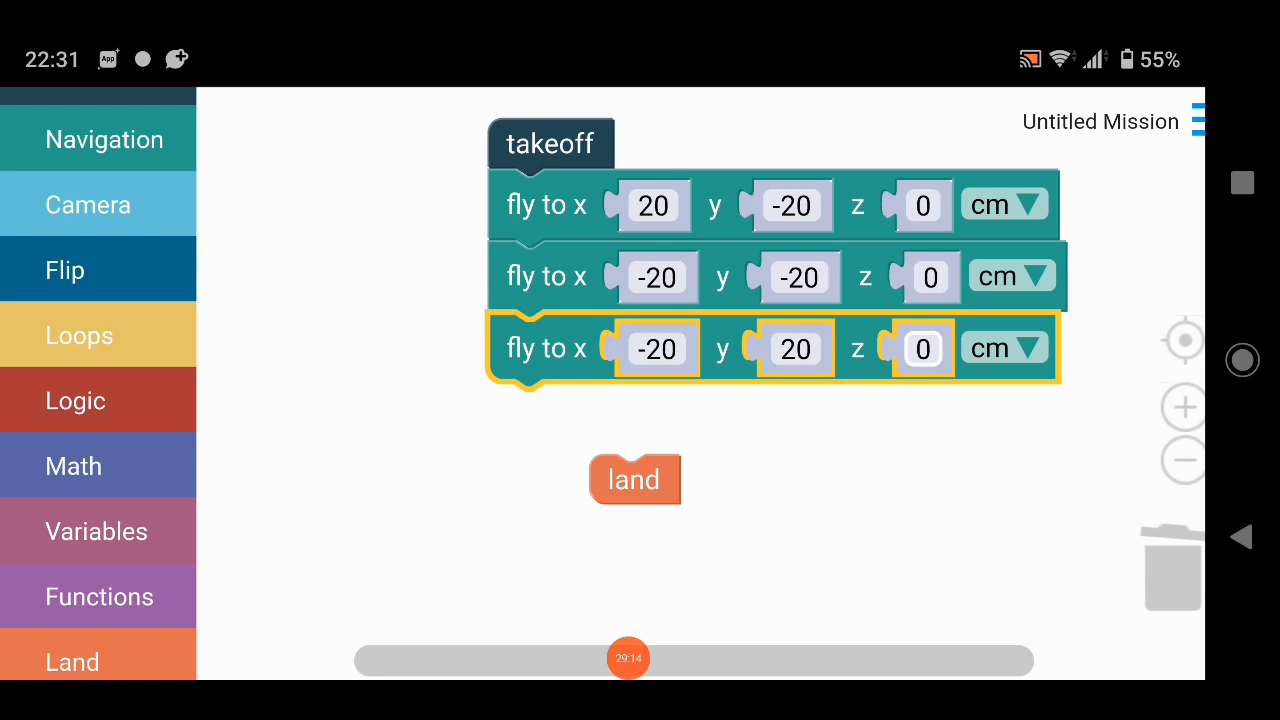 22:31 App 55%
Untitled Mission
Navigation
Camera
Flip
Loops
Logic
Math
Variables
Functions
Land
takeoff
fly to x 20 y -20 z 0 cm
fly to x -20 y -20 z 0 cm
fly to x -20 y 20 z 0 cm
land
29:14